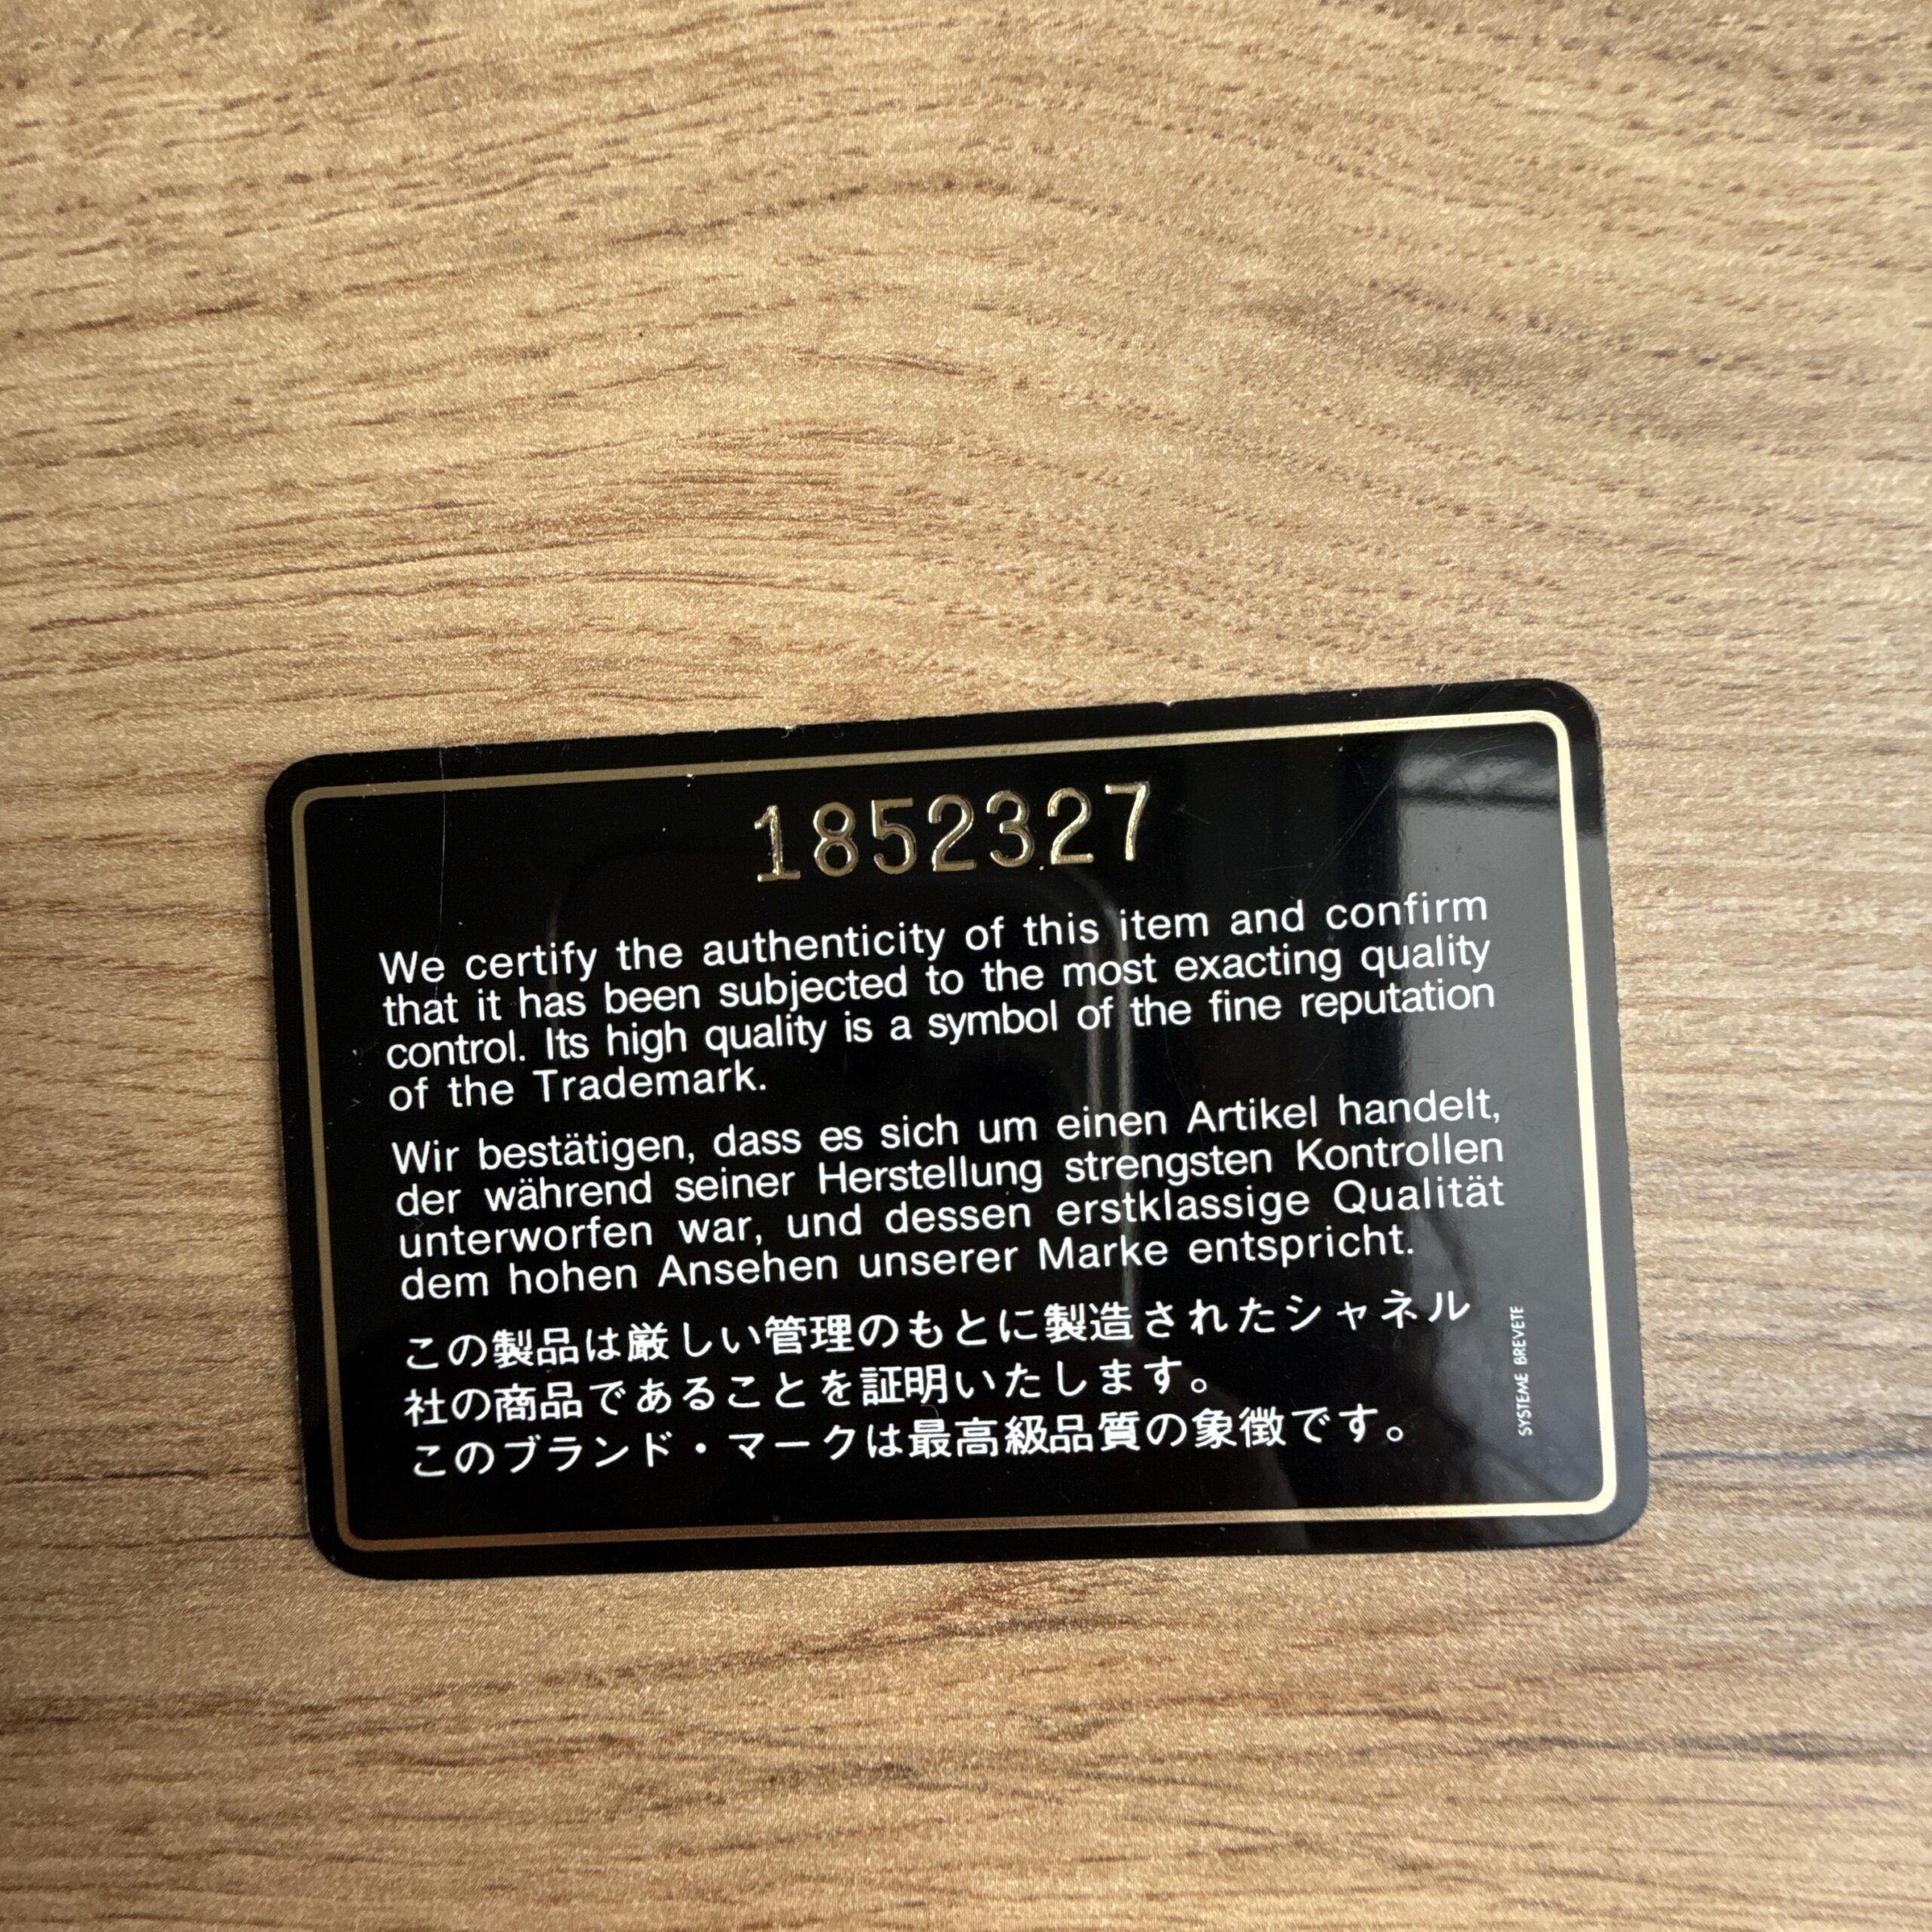 1852327
We certify the authenticity of this item and confirm
that it has been subjected to the most exacting quality
control. Its high quality is a symbol of the fine reputation
of the Trademark.
Wir bestätigen, dass es sich um einen Artikel handelt,
der während seiner Herstellung strengsten Kontrollen
unterworfen war, und dessen erstklassige Qualität
dem hohen Ansehen unserer Marke entspricht.
この製品は厳しい管理のもとに製造されたシャネル
社の商品であることを証明いたします。
このブランド・マークは最高級品質の象徴です。
SYSTEME BREVETE